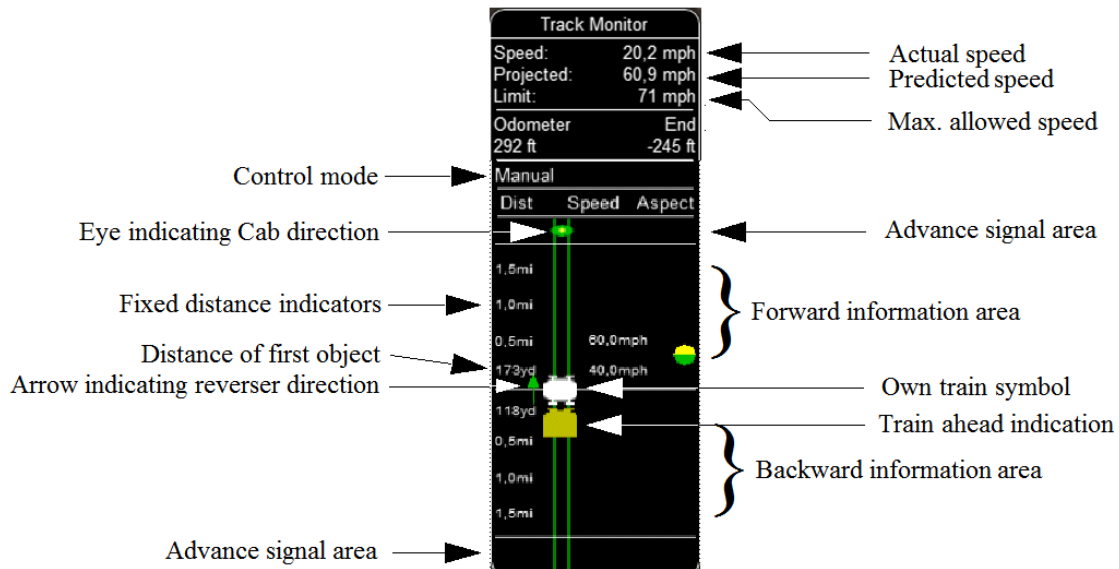 Track Monitor
Speed: 20,2 mph
Actual speed
Projected: 60,9 mph
Predicted speed
Limit: 71 mph
Max. allowed speed
Odometer End
292 ft -245 ft
Control mode
Manual
Dist Speed Aspect
Eye indicating Cab direction
Advance signal area
1,5mi
Fixed distance indicators
1,0mi
Forward information area
0,5mi 60,0mph
Distance of first object
173yd 40,0mph
Arrow indicating reverser direction
Own train symbol
118yd
Train ahead indication
0,5mi
Backward information area
1,0mi
1,5mi
Advance signal area